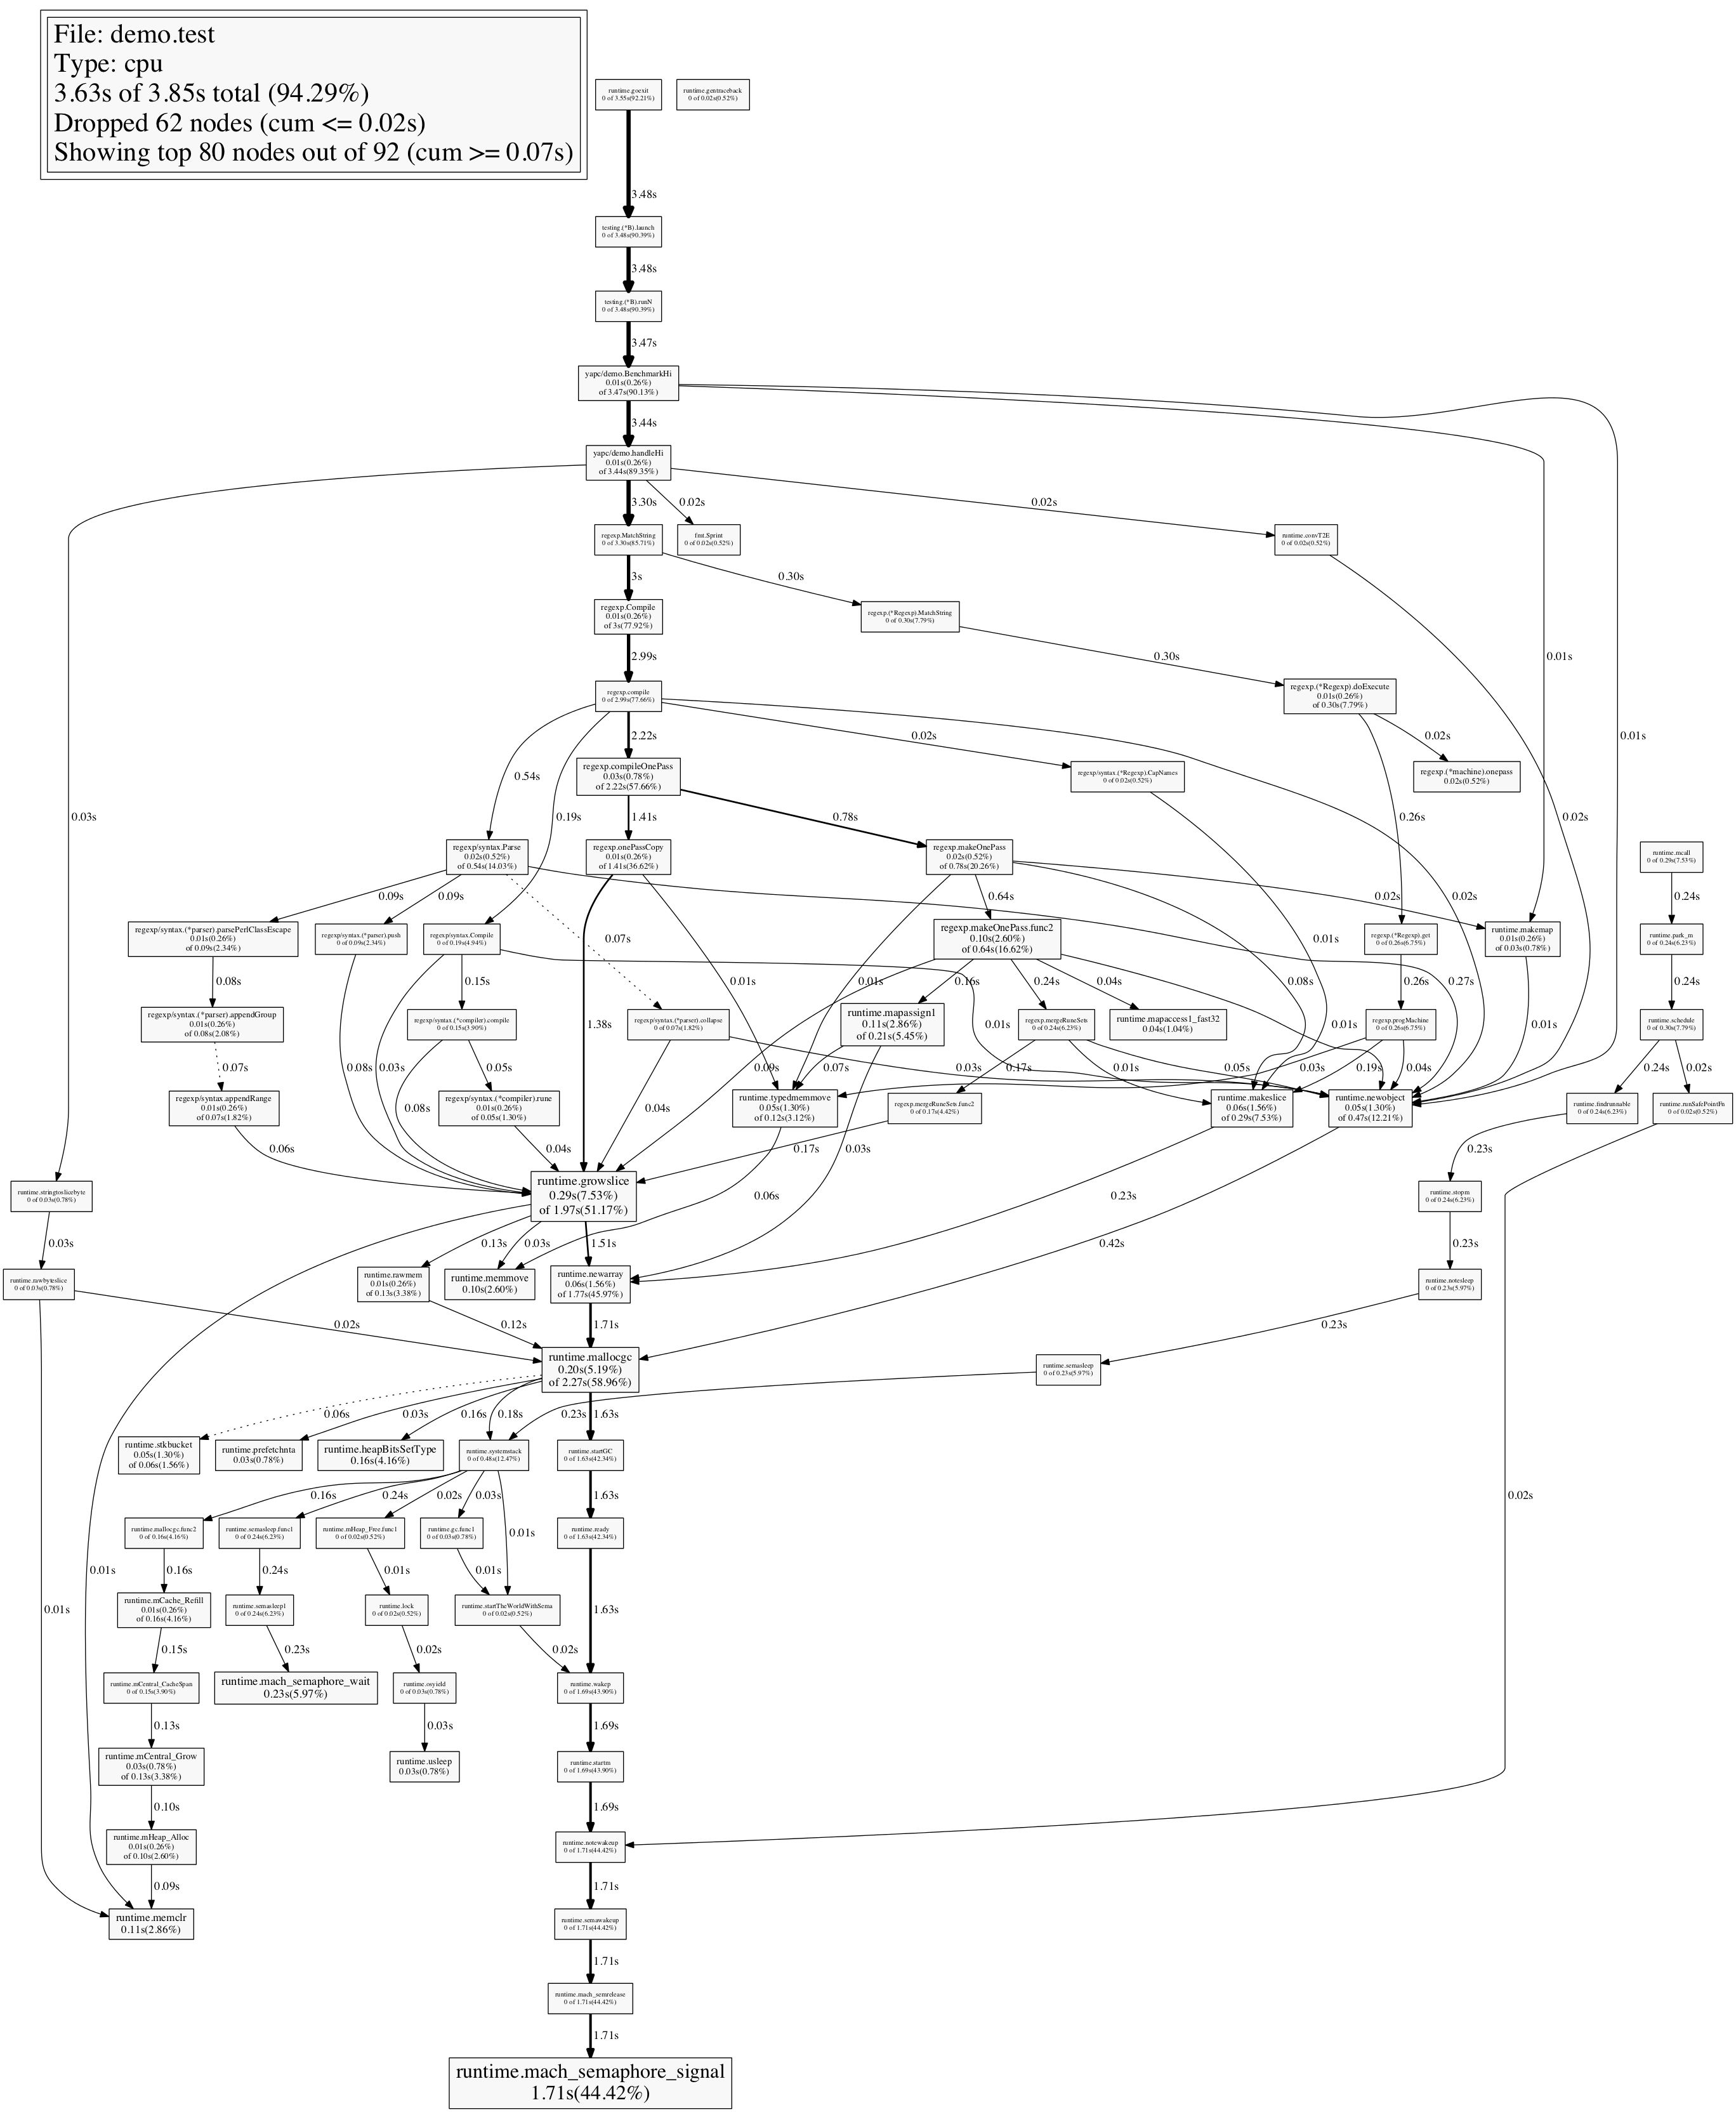 File: demo.test
Type: cpu
3.63s of 3.85s total (94.29%)
Dropped 62 nodes (cum <= 0.02s)
Showing top 80 nodes out of 92 (cum >= 0.07s)
runtime.goexit
0 of 3.55s(92.21%)
runtime.gentraceback
0 of 0.02s(0.52%)
3.48s
testing.(*B).launch
0 of 3.48s(90.39%)
3.48s
testing.(*B).runN
0 of 3.48s(90.39%)
3.47s
yapc/demo.BenchmarkHi
0.01s(0.26%)
of 3.47s(90.13%)
3.44s
yapc/demo.handleHi
0.01s(0.26%)
of 3.44s(89.35%)
3.30s
0.02s
0.02s
regexp.MatchString
0 of 3.30s(85.71%)
fmt.Sprint
0 of 0.02s(0.52%)
runtime.convT2E
0 of 0.02s(0.52%)
3s
0.30s
regexp.Compile
0.01s(0.26%)
of 3s(77.92%)
regexp.(*Regexp).MatchString
0 of 0.30s(7.79%)
2.99s
0.30s
0.01s
regexp.compile
0 of 2.99s(77.66%)
regexp.(*Regexp).doExecute
0.01s(0.26%)
of 0.30s(7.79%)
2.22s
0.02s
0.02s
0.01s
0.54s
regexp.compileOnePass
0.03s(0.78%)
of 2.22s(57.66%)
regexp/syntax.(*Regexp).CapNames
0 of 0.02s(0.52%)
regexp.(*machine).onepass
0.02s(0.52%)
0.03s
0.19s
1.41s
0.78s
0.26s
0.02s
regexp/syntax.Parse
0.02s(0.52%)
of 0.54s(14.03%)
regexp.onePassCopy
0.01s(0.26%)
of 1.41s(36.62%)
regexp.makeOnePass
0.02s(0.52%)
of 0.78s(20.26%)
runtime.mcall
0 of 0.29s(7.53%)
0.09s
0.09s
0.64s
0.02s
0.02s
0.24s
regexp/syntax.(*parser).parsePerlClassEscape
0.01s(0.26%)
of 0.09s(2.34%)
regexp/syntax.(*parser).push
0 of 0.09s(2.34%)
regexp/syntax.Compile
0 of 0.19s(4.94%)
0.07s
regexp.makeOnePass.func2
0.10s(2.60%)
of 0.64s(16.62%)
0.01s
regexp.(*Regexp).get
0 of 0.26s(6.75%)
runtime.makemap
0.01s(0.26%)
of 0.03s(0.78%)
runtime.park_m
0 of 0.24s(6.23%)
0.08s
0.15s
0.01s
0.01s
0.16s
0.24s
0.04s
0.08s
0.26s
0.27s
0.24s
regexp/syntax.(*parser).appendGroup
0.01s(0.26%)
of 0.08s(2.08%)
regexp/syntax.(*compiler).compile
0 of 0.15s(3.90%)
1.38s
regexp/syntax.(*parser).collapse
0 of 0.07s(1.82%)
runtime.mapassign1
0.11s(2.86%)
of 0.21s(5.45%)
0.01s
regexp.mergeRuneSets
0 of 0.24s(6.23%)
runtime.mapaccess1_fast32
0.04s(1.04%)
0.01s
regexp.progMachine
0 of 0.26s(6.75%)
0.01s
runtime.schedule
0 of 0.30s(7.79%)
0.07s
0.08s
0.03s
0.05s
0.09s
0.07s
0.03s
0.17s
0.01s
0.05s
0.03s
0.19s
0.04s
0.24s
0.02s
regexp/syntax.appendRange
0.01s(0.26%)
of 0.07s(1.82%)
0.08s
regexp/syntax.(*compiler).rune
0.01s(0.26%)
of 0.05s(1.30%)
0.04s
runtime.typedmemmove
0.05s(1.30%)
of 0.12s(3.12%)
regexp.mergeRuneSets.func2
0 of 0.17s(4.42%)
runtime.makeslice
0.06s(1.56%)
of 0.29s(7.53%)
runtime.newobject
0.05s(1.30%)
of 0.47s(12.21%)
runtime.findrunnable
0 of 0.24s(6.23%)
runtime.runSafePointFn
0 of 0.02s(0.52%)
0.06s
0.04s
0.17s
0.03s
0.23s
runtime.stringtoslicebyte
0 of 0.03s(0.78%)
runtime.growslice
0.29s(7.53%)
of 1.97s(51.17%)
0.06s
0.23s
runtime.stopm
0 of 0.24s(6.23%)
0.03s
0.13s
0.03s
1.51s
0.42s
0.23s
runtime.rawbyteslice
0 of 0.03s(0.78%)
runtime.rawmem
0.01s(0.26%)
of 0.13s(3.38%)
runtime.memmove
0.10s(2.60%)
runtime.newarray
0.06s(1.56%)
of 1.77s(45.97%)
runtime.notesleep
0 of 0.23s(5.97%)
0.02s
0.12s
1.71s
0.23s
runtime.mallocgc
0.20s(5.19%)
of 2.27s(58.96%)
runtime.semasleep
0 of 0.23s(5.97%)
0.06s
0.03s
0.16s
0.18s
0.23s
1.63s
runtime.stkbucket
0.05s(1.30%)
of 0.06s(1.56%)
runtime.prefetchnta
0.03s(0.78%)
runtime.heapBitsSetType
0.16s(4.16%)
runtime.systemstack
0 of 0.48s(12.47%)
runtime.startGC
0 of 1.63s(42.34%)
0.16s
0.24s
0.02s
0.03s
1.63s
0.02s
runtime.mallocgc.func2
0 of 0.16s(4.16%)
runtime.semasleep.func1
0 of 0.24s(6.23%)
runtime.mHeap_Free.func1
0 of 0.02s(0.52%)
runtime.gc.func1
0 of 0.03s(0.78%)
0.01s
runtime.ready
0 of 1.63s(42.34%)
0.01s
0.16s
0.24s
0.01s
0.01s
0.01s
runtime.mCache_Refill
0.01s(0.26%)
of 0.16s(4.16%)
runtime.semasleep1
0 of 0.24s(6.23%)
runtime.lock
0 of 0.02s(0.52%)
runtime.startTheWorldWithSema
0 of 0.02s(0.52%)
1.63s
0.15s
0.23s
0.02s
0.02s
runtime.mCentral_CacheSpan
0 of 0.15s(3.90%)
runtime.mach_semaphore_wait
0.23s(5.97%)
runtime.osyield
0 of 0.03s(0.78%)
runtime.wakep
0 of 1.69s(43.90%)
0.13s
0.03s
1.69s
runtime.mCentral_Grow
0.03s(0.78%)
of 0.13s(3.38%)
runtime.usleep
0.03s(0.78%)
runtime.startm
0 of 1.69s(43.90%)
0.10s
1.69s
runtime.mHeap_Alloc
0.01s(0.26%)
of 0.10s(2.60%)
runtime.notewakeup
0 of 1.71s(44.42%)
0.09s
1.71s
runtime.memclr
0.11s(2.86%)
runtime.semawakeup
0 of 1.71s(44.42%)
1.71s
runtime.mach_semrelease
0 of 1.71s(44.42%)
1.71s
runtime.mach_semaphore_signal
1.71s(44.42%)